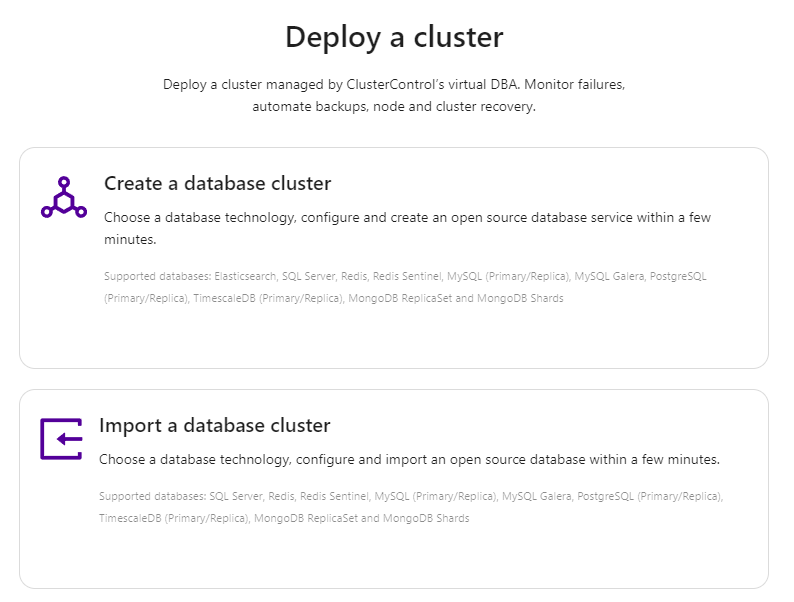 Deploy a cluster
Deploy a cluster managed by ClusterControl's virtual DBA. Monitor failures,
automate backups, node and cluster recovery.
Create a database cluster
Choose a database technology, configure and create an open source database service within a few
minutes.
Supported databases: Elasticsearch, SQL Server, Redis, Redis Sentinel, MySQL (Primary/Replica), MySQL Galera, PostgreSQL
(Primary/Replica), TimescaleDB (Primary/Replica), MongoDB ReplicaSet and MongoDB Shards
Import a database cluster
Choose a database technology, configure and import an open source database within a few minutes.
Supported databases: SQL Server, Redis, Redis Sentinel, MySQL (Primary/Replica), MySQL Galera, PostgreSQL (Primary/Replica),
TimescaleDB (Primary/Replica), MongoDB ReplicaSet and MongoDB Shards